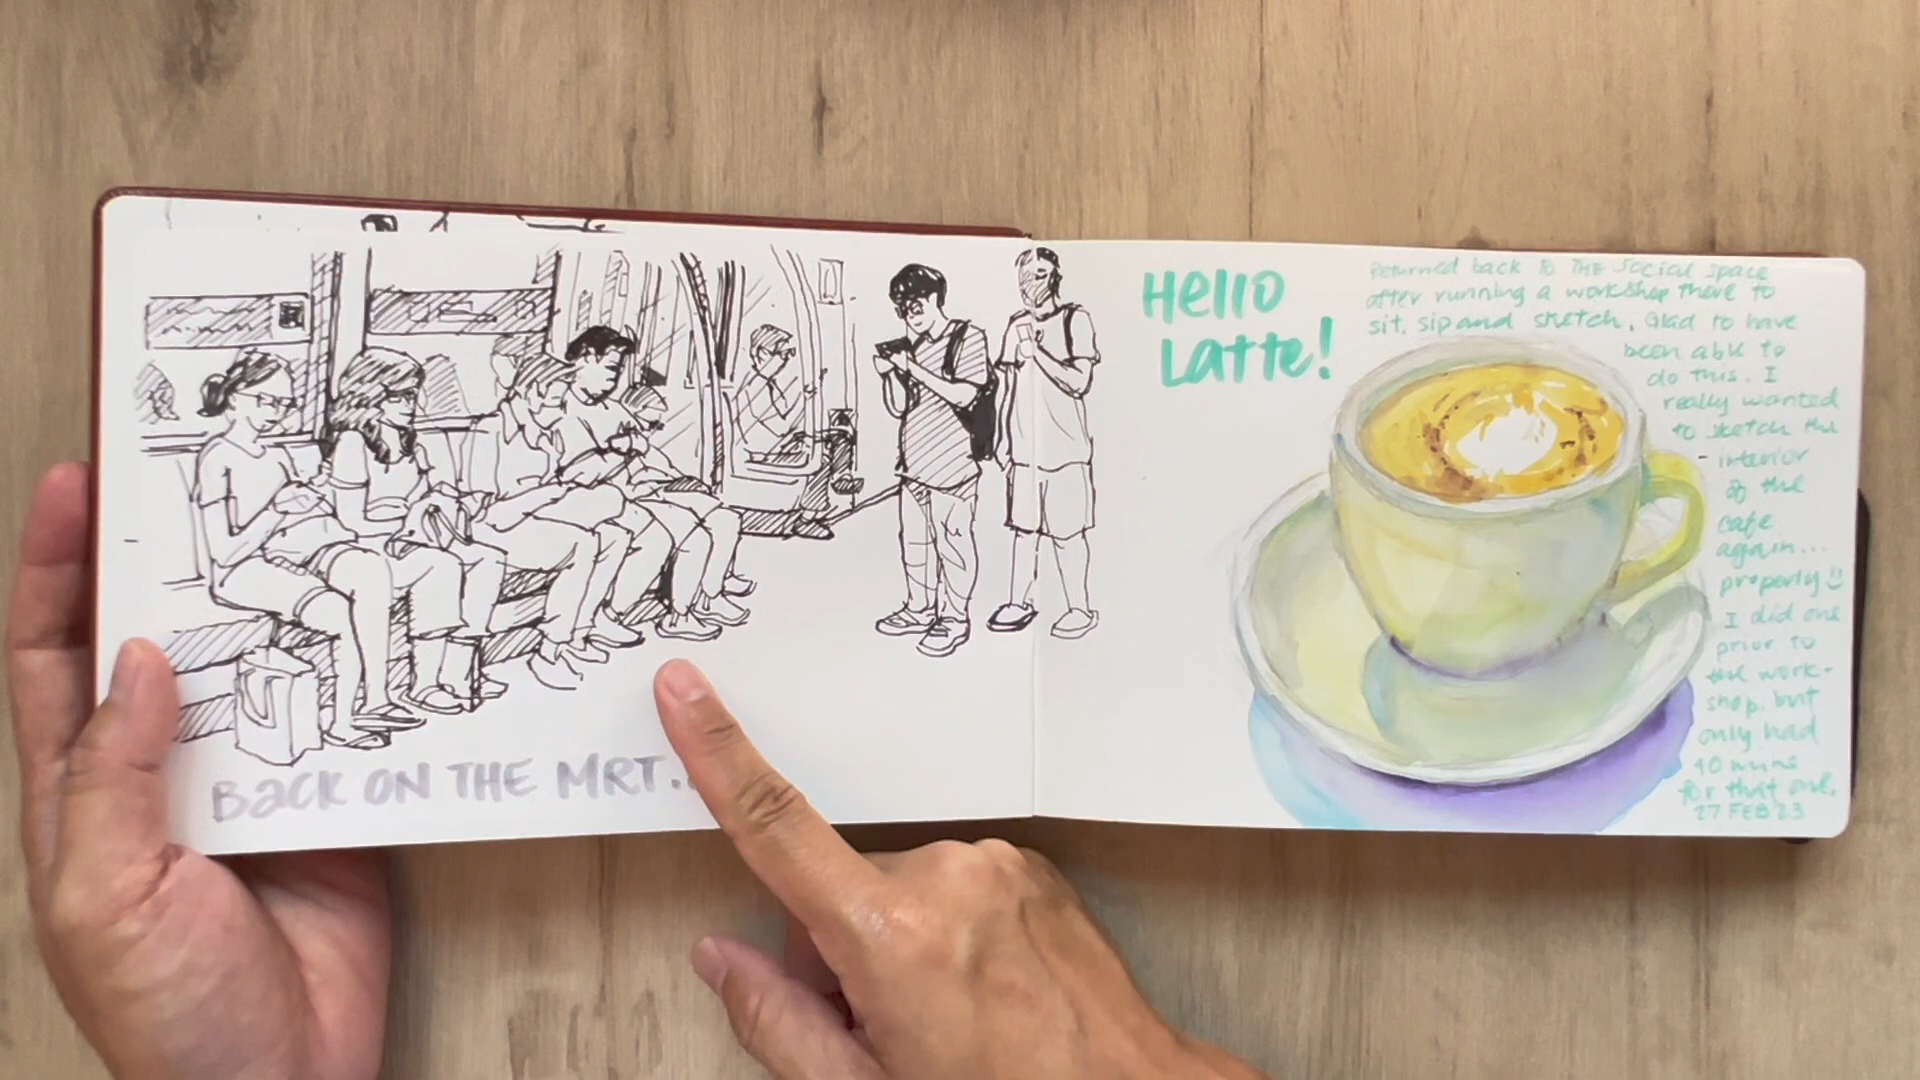 Back ON THE MRT..
Hello
Latte!
Returned back to THE Social space
after running a workshop there to
sit, sip and sketch. Glad to have
been able to
do this. I
really wanted
to sketch the
interior
of the
cafe
again...
properly
I did one
prior to
the work-
shop, but
only had
10 mins
for that one.
27 FEB 23